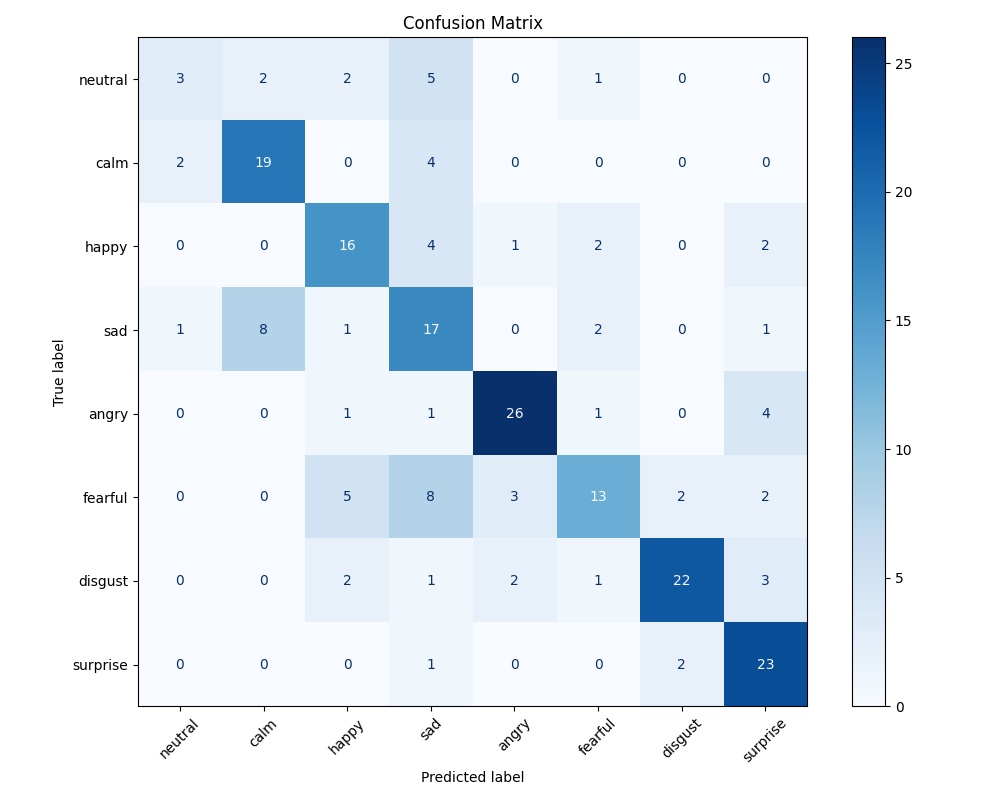 Confusion Matrix
neutral 3 2 2 5 0 1 0 0
calm 2 19 0 4 0 0 0 0
happy 0 0 16 4 1 2 0 2
sad 1 8 1 17 0 2 0 1
angry 0 0 1 1 26 1 0 4
fearful 0 0 5 8 3 13 2 2
disgust 0 0 2 1 2 1 22 3
surprise 0 0 0 1 0 0 2 23
neutral calm happy sad angry fearful disgust surprise
Predicted label
True label
25
20
15
10
5
0